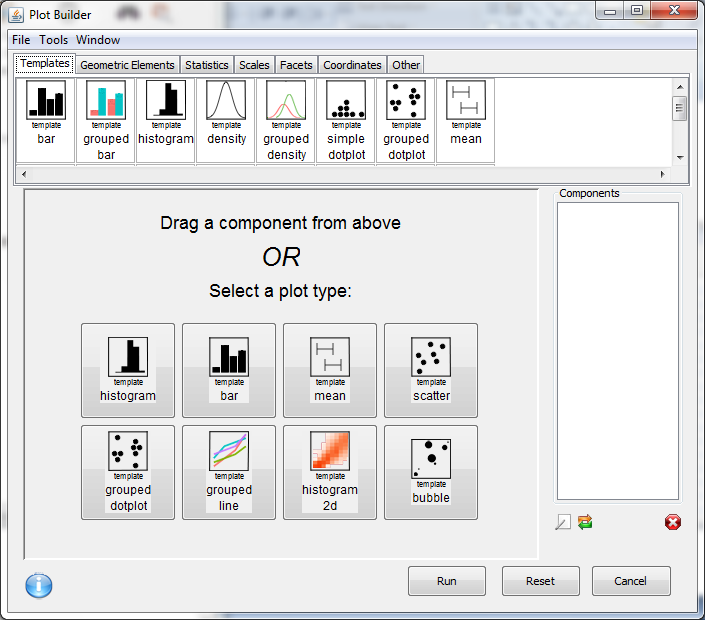 Plot Builder
File Tools Window
Templates Geometric Elements Statistics Scales Facets Coordinates Other
template template template template template template template template
bar grouped bar histogram density grouped density simple dotplot grouped dotplot mean
Components
Drag a component from above
OR
Select a plot type:
template template template template
histogram bar mean scatter
template template template template
grouped dotplot grouped line histogram 2d bubble
Run Reset Cancel